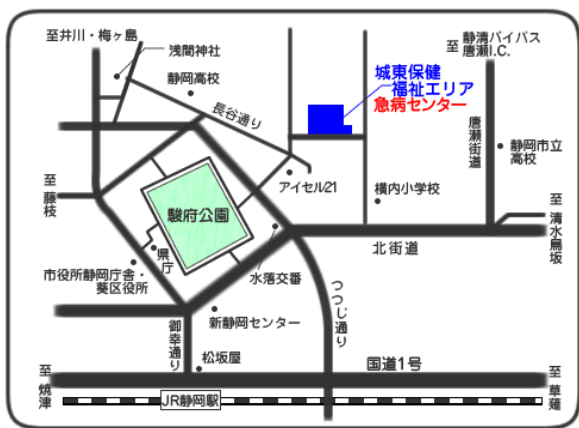 至井川・梅ヶ島
浅間神社
静岡高校
長谷通り
至
静清バイパス
唐瀬I.C.
城東保健
福祉エリア
急病センター
唐瀬街道
静岡市立
高校
アイセル21
横内小学校
至藤枝
駿府公園
県庁
市役所静岡庁舎・
葵区役所
水落交番
北街道
至清水鳥坂
つつじ通り
新静岡センター
御幸通り
松坂屋
国道1号
至焼津
JR静岡駅
至草薙